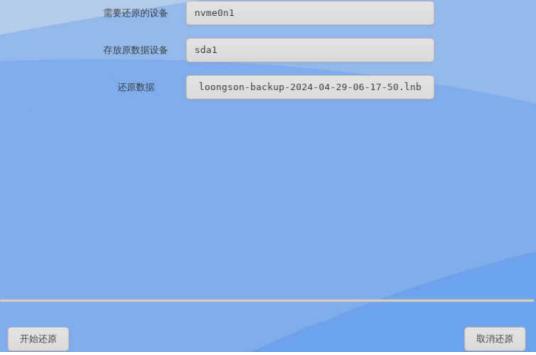 需要还原的设备 nvme0n1
存放原数据设备 sda1
还原数据 loongson-backup-2024-04-29-06-17-50.lnb
开始还原 取消还原